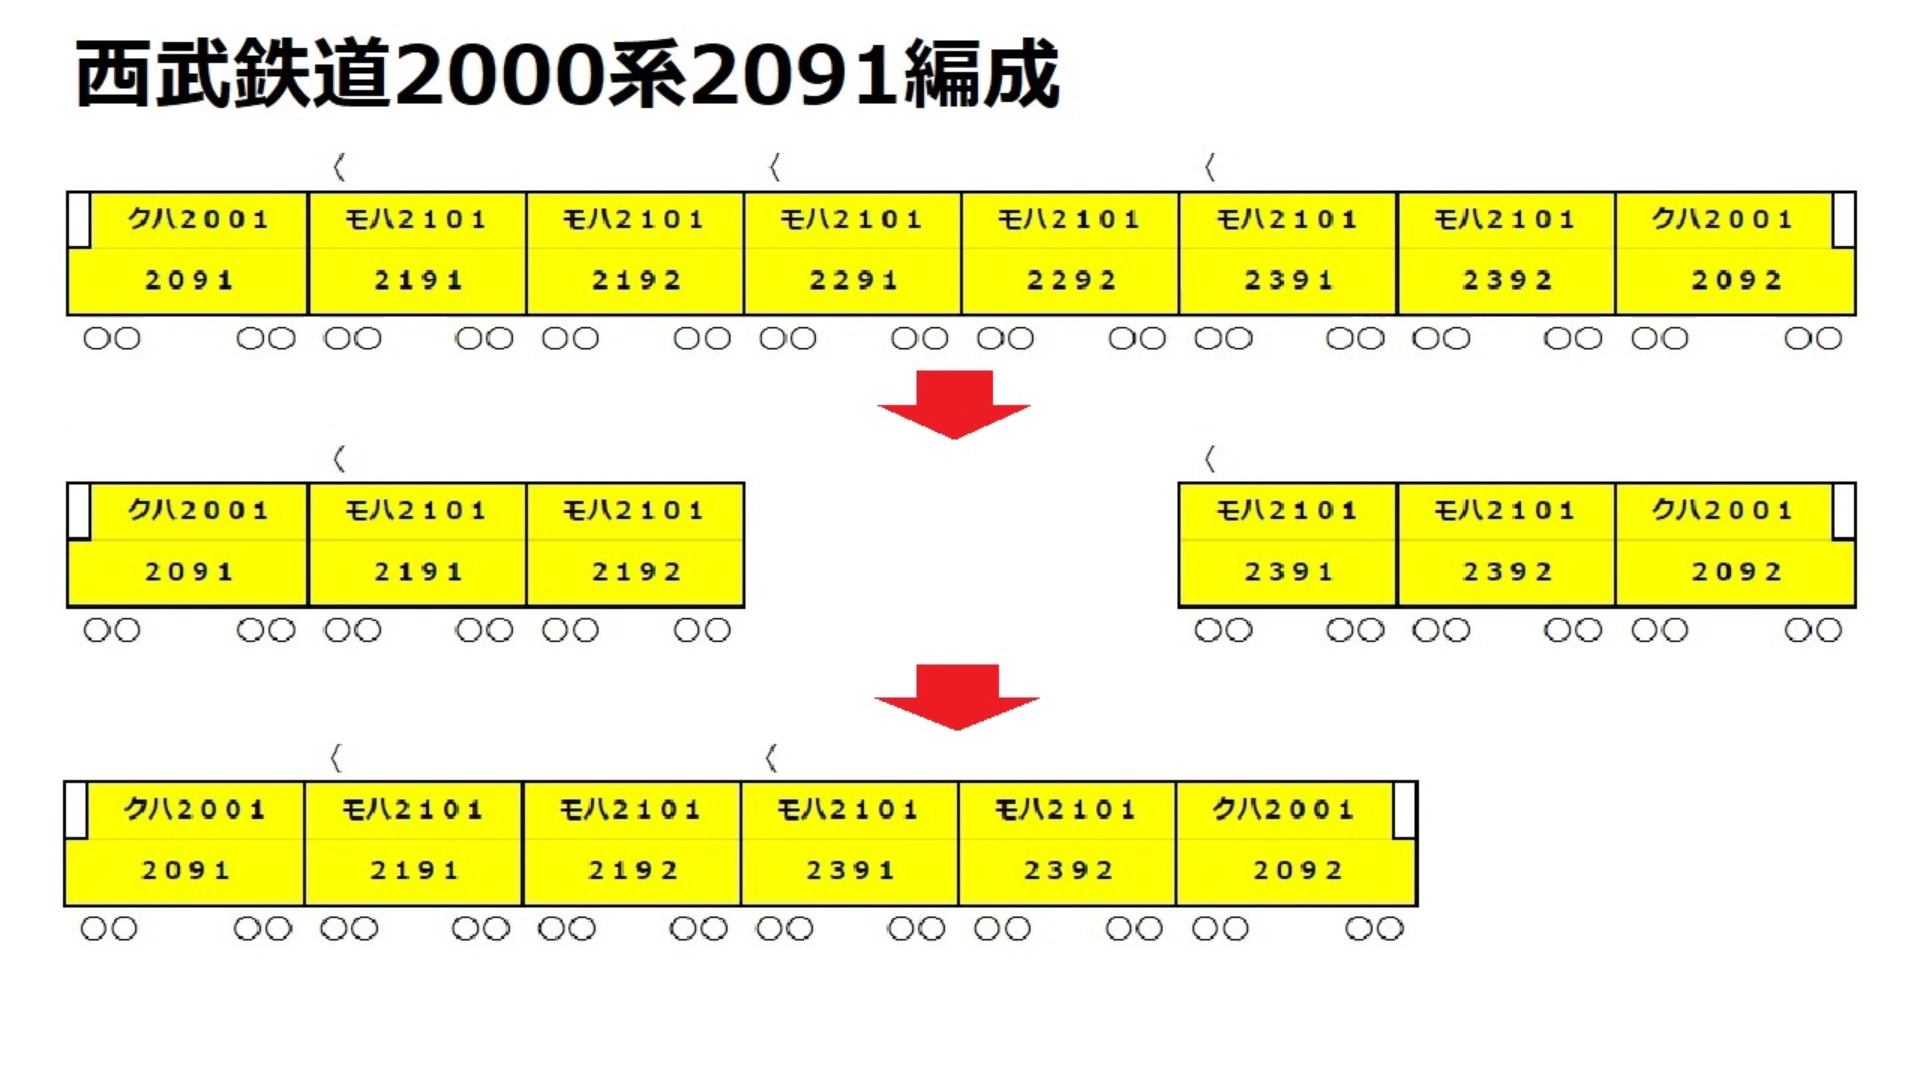 西武鉄道2000系2091編成
〈 〈 〈
クハ２００１ モハ２１０１ モハ２１０１ モハ２１０１ モハ２１０１ モハ２１０１ モハ２１０１ クハ２００１
２０９１ ２１９１ ２１９２ ２２９１ ２２９２ ２３９１ ２３９２ ２０９２
○○ ○○ ○○ ○○ ○○ ○○ ○○ ○○ ○○ ○○ ○○ ○○ ○○ ○○ ○○ ○○
〈 〈
クハ２００１ モハ２１０１ モハ２１０１ モハ２１０１ モハ２１０１ クハ２００１
２０９１ ２１９１ ２１９２ ２３９１ ２３９２ ２０９２
○○ ○○ ○○ ○○ ○○ ○○ ○○ ○○ ○○ ○○ ○○ ○○
〈 〈
クハ２００１ モハ２１０１ モハ２１０１ モハ２１０１ モハ２１０１ クハ２００１
２０９１ ２１９１ ２１９２ ２３９１ ２３９２ ２０９２
○○ ○○ ○○ ○○ ○○ ○○ ○○ ○○ ○○ ○○ ○○ ○○